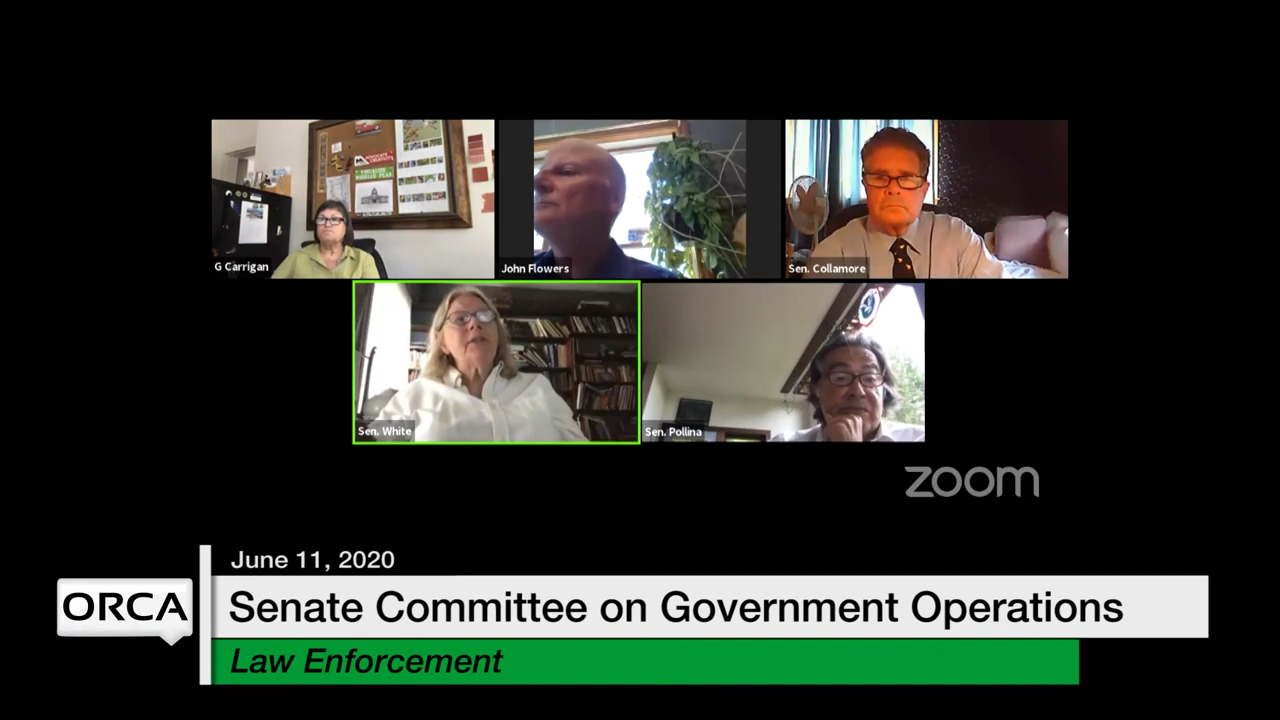 ADVOCATE
G Carrigan
John Flowers
Sen. Collamore
Sen. White
Sen. Pollina
zoom
June 11, 2020
ORCA
Senate Committee on Government Operations
Law Enforcement